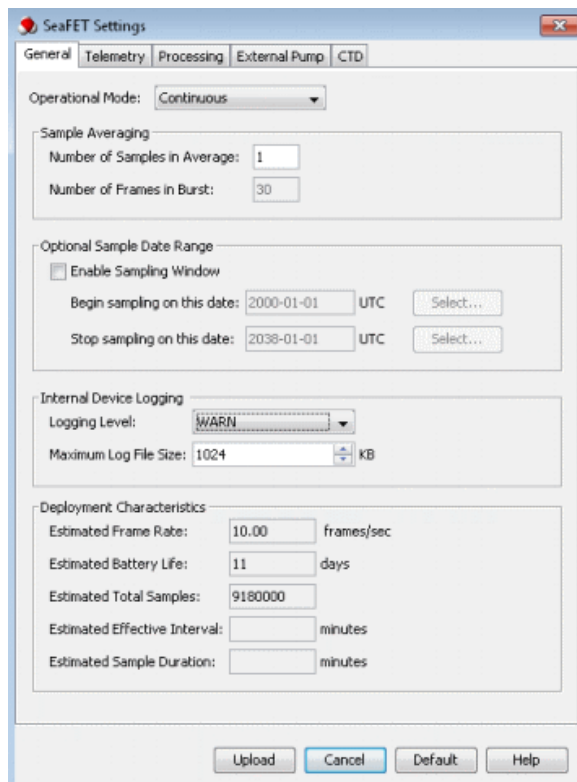 SeaFET Settings
General Telemetry Processing External Pump CTD
Operational Mode: Continuous
Sample Averaging
Number of Samples in Average: 1
Number of Frames in Burst: 30
Optional Sample Date Range
Enable Sampling Window
Begin sampling on this date: 2000-01-01 UTC Select...
Stop sampling on this date: 2038-01-01 UTC Select...
Internal Device Logging
Logging Level: WARN
Maximum Log File Size: 1024 KB
Deployment Characteristics
Estimated Frame Rate: 10.00 frames/sec
Estimated Battery Life: 11 days
Estimated Total Samples: 9180000
Estimated Effective Interval: minutes
Estimated Sample Duration: minutes
Upload Cancel Default Help